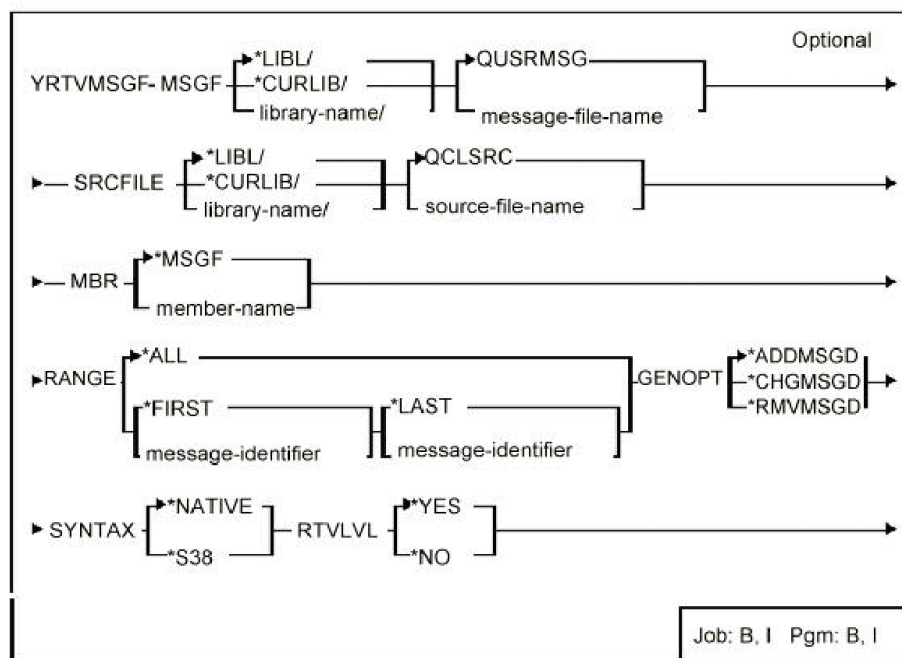 Optional
YRTVMSGF- MSGF *LIBL/ *CURLIB/ library-name/ QUSRMSG message-file-name
SRCFILE *LIBL/ *CURLIB/ library-name/ QCLSRC source-file-name
MBR *MSGF member-name
RANGE *ALL *FIRST message-identifier *LAST message-identifier GENOPT *ADDMSGD *CHGMSGD *RMVMSGD
SYNTAX *NATIVE *S38 RTVLVL *YES *NO
Job: B, I Pgm: B, I